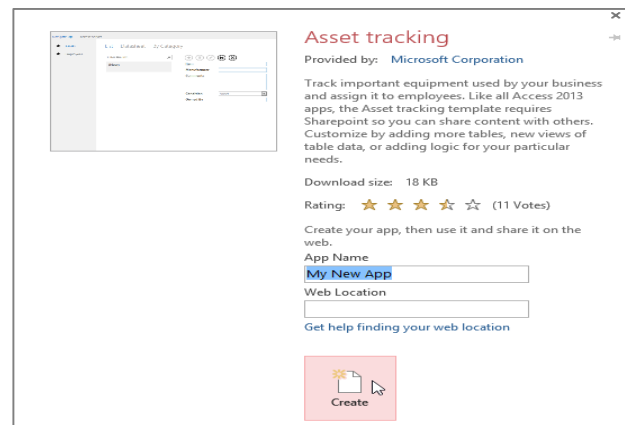 Asset tracking
Provided by: Microsoft Corporation
Track important equipment used by your business
and assign it to employees. Like all Access 2013
apps, the Asset tracking template requires
Sharepoint so you can share content with others.
Customize by adding more tables, new views of
table data, or adding logic for your particular
needs.
Download size: 18 KB
Rating: (11 Votes)
Create your app, then use it and share it on the
web.
App Name
My New App
Web Location
Get help finding your web location
Create
List Datasheet By Category